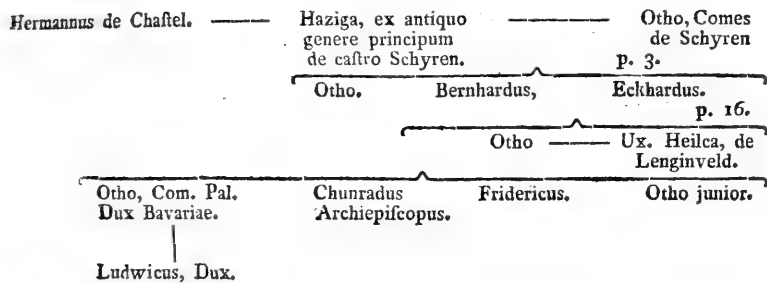 Hermannus de Chaſtel. —— Haziga, ex antiquo —— Otho, Comes
genere principum de Schyren
de caſtro Schyren. p. 3.
Otho. Bernhardus, Eckhardus.
p. 16.
Otho —— Ux. Heilca, de
Lenginveld.
Otho, Com. Pal. Chunradus Fridericus. Otho junior.
Dux Bavariae. Archiepiſcopus.
Ludwicus, Dux.